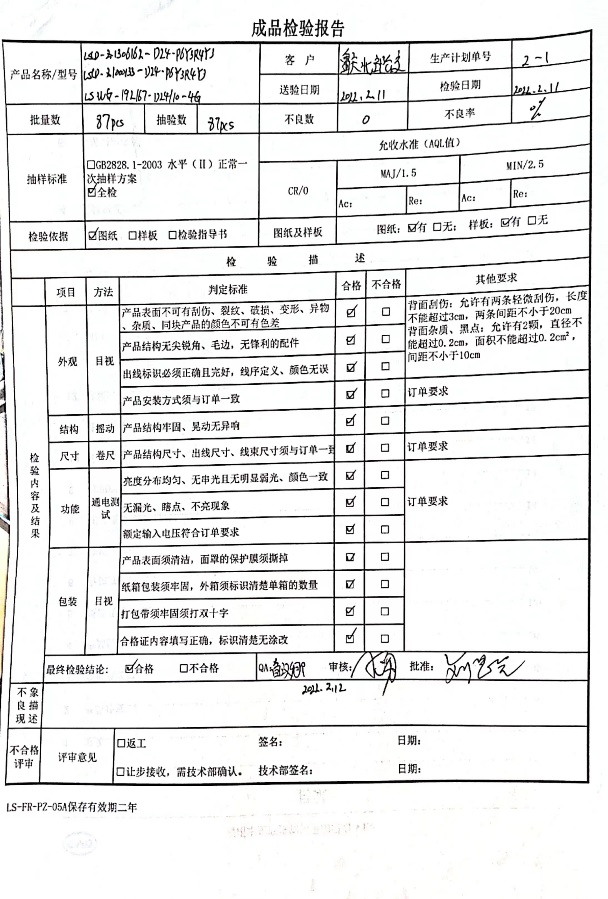 成品检验报告
产品名称/型号 客户 生产计划单号 2-1
送验日期 2022.2.11 检验日期 2022.2.11
LSWG-192/67-D24/10-4G
批量数 87pcs 抽验数 87pcs 不良数 0 不良率 0%
抽样标准 □GB2828.1-2003 水平（II）正常一
次抽样方案
☑全检
允收水准（AQL值）
CR/0 MAJ/1.5 MIN/2.5
Ac: Re: Ac: Re:
检验依据 ☑图纸 □样板 □检验指导书 图纸及样板 图纸：☑有 □无； 样板：☑有 □无
检 验 描 述
项目 方法 判定标准 合格 不合格 其他要求
检验内容及结果
外观 目视
产品表面不可有刮伤、裂纹、破损、变形、异物
、杂质、同块产品的颜色不可有色差 ☑ □
产品结构无尖锐角、毛边，无锋利的配件 ☑ □
出线标识必须正确且完好，线序定义、颜色无误 ☑ □
背面刮伤：允许有两条轻微刮伤，长度
不能超过3cm，两条间距不小于20cm
背面杂质、黑点：允许有2颗，直径不
能超过0.2cm，面积不能超过0.2cm²，
间距不小于10cm
产品安装方式须与订单一致 ☑ □ 订单要求
结构 摇动 产品结构牢固、晃动无异响 ☑ □
尺寸 卷尺 产品结构尺寸、出线尺寸、线束尺寸须与订单一致 ☑ □ 订单要求
功能 通电测试
亮度分布均匀、无串光且无明显弱光、颜色一致 ☑ □
无漏光、暗点、不亮现象 ☑ □ 订单要求
额定输入电压符合订单要求 ☑ □
包装 目视
产品表面须清洁，面罩的保护膜须撕掉 ☑ □
纸箱包装须牢固，外箱须标识清楚单箱的数量 ☑ □
打包带须牢固须打双十字 ☑ □
合格证内容填写正确，标识清楚无涂改 ☑ □
最终检验结论： ☑合格 □不合格 QA: 审核: 批准:
2022.2.12
不良现象描述
不合格评审 评审意见
□返工 签名： 日期：
□让步接收，需技术部确认。 技术部签名： 日期：
LS-FR-PZ-05A保存有效期二年